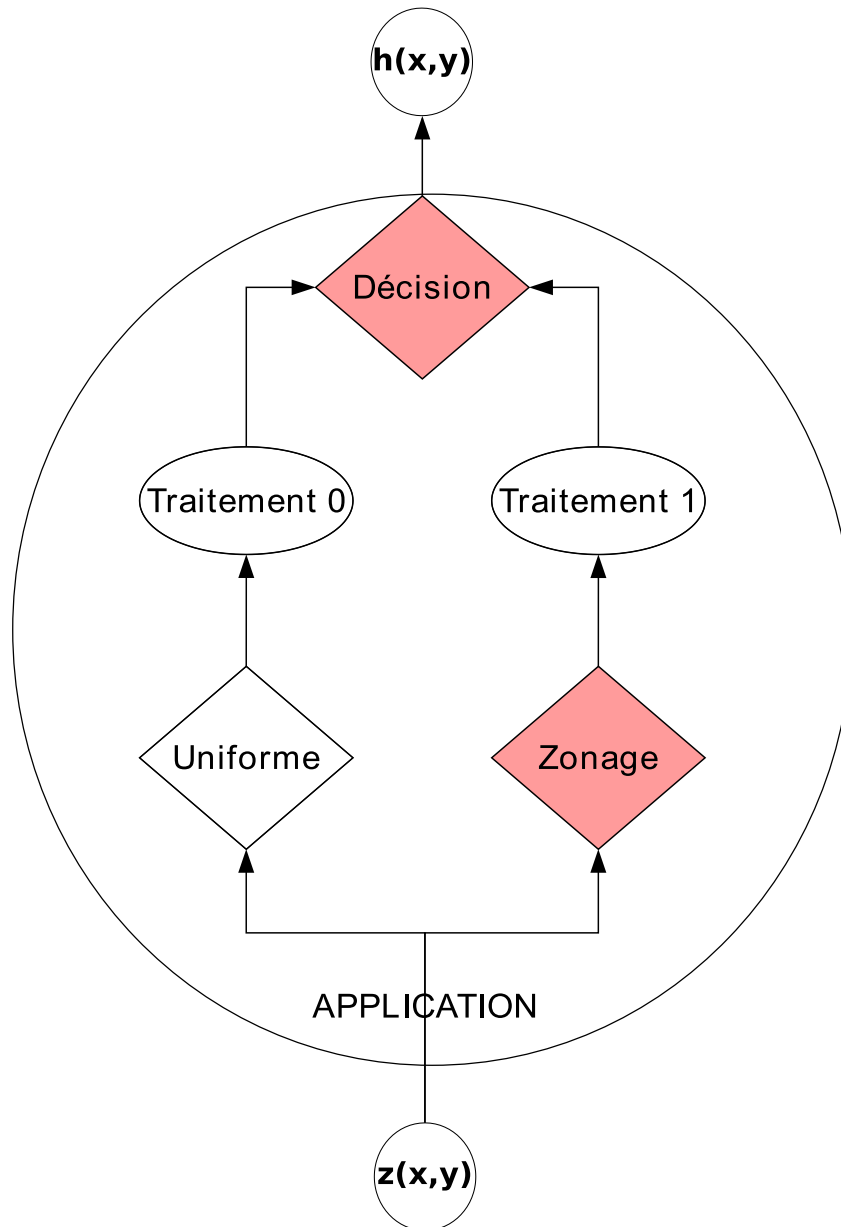 h(x,y)
Décision
Traitement 0
Traitement 1
Uniforme
Zonage
APPLICATION
z(x,y)